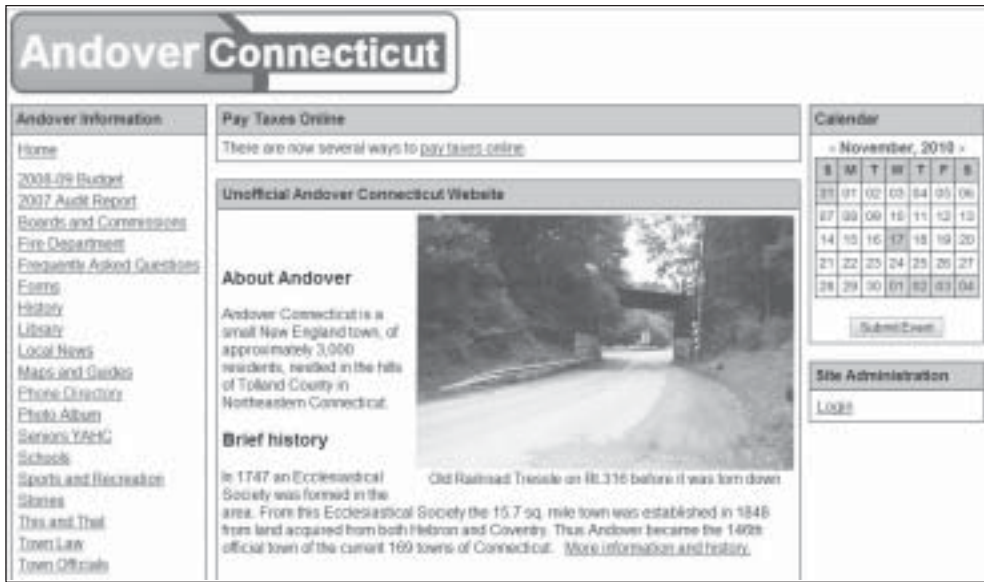 Andover Connecticut
Andover Information
Home
2008-09 Budget
2007 Audit Report
Boards and Commissions
Fire Department
Frequently Asked Questions
Forms
History
Library
Local News
Maps and Guides
Phone Directory
Photo Album
Seniors YAHC
Schools
Sports and Recreation
Stories
This and That
Town Law
Town Officials
Pay Taxes Online
There are now several ways to pay taxes online.
Unofficial Andover Connecticut Website
About Andover
Andover Connecticut is a
small New England town, of
approximately 3,000
residents, nestled in the hills
of Tolland County in
Northeastern Connecticut.
Brief history
In 1747 an Ecclesiastical
Society was formed in the
area. From this Ecclesiastical Society the 15.7 sq. mile town was established in 1848
from land acquired from both Hebron and Coventry. Thus Andover became the 146th
official town of the current 169 towns of Connecticut. More information and history.
Old Railroad Tressle on Rt.316 before it was torn down
Calendar
« November, 2010 »
S M T W T F S
31 01 02 03 04 05 06
07 08 09 10 11 12 13
14 15 16 17 18 19 20
21 22 23 24 25 26 27
28 29 30 01 02 03 04
Submit Event
Site Administration
Login